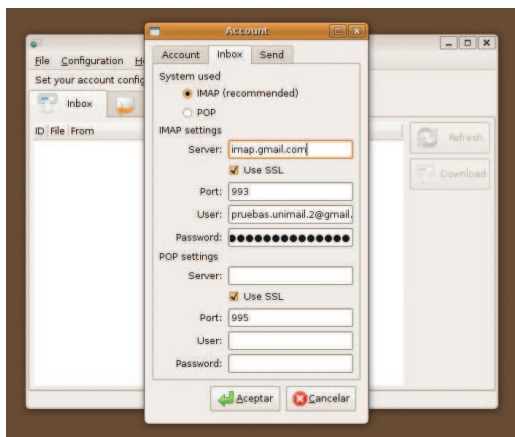 Account
File Configuration
Set your account config
Inbox
ID File From
Refresh
Download
Account Inbox Send
System used
IMAP (recommended)
POP
IMAP settings
Server: imap.gmail.com
Use SSL
Port: 993
User: pruebas.unimail.2@gmail.
Password:
POP settings
Server:
Use SSL
Port: 995
User:
Password:
Aceptar Cancelar